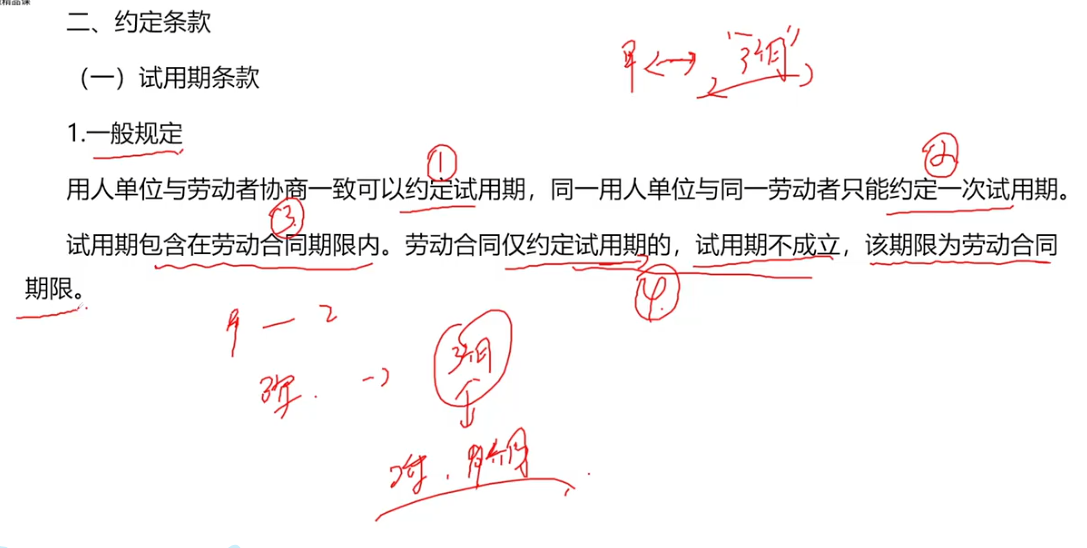 精品课
二、约定条款
"3个月"
（一）试用期条款
1.一般规定
① ②
用人单位与劳动者协商一致可以约定试用期，同一用人单位与同一劳动者只能约定一次试用期。
③
试用期包含在劳动合同期限内。劳动合同仅约定试用期的，试用期不成立，该期限为劳动合同
期限。
④
3年. → 3个月